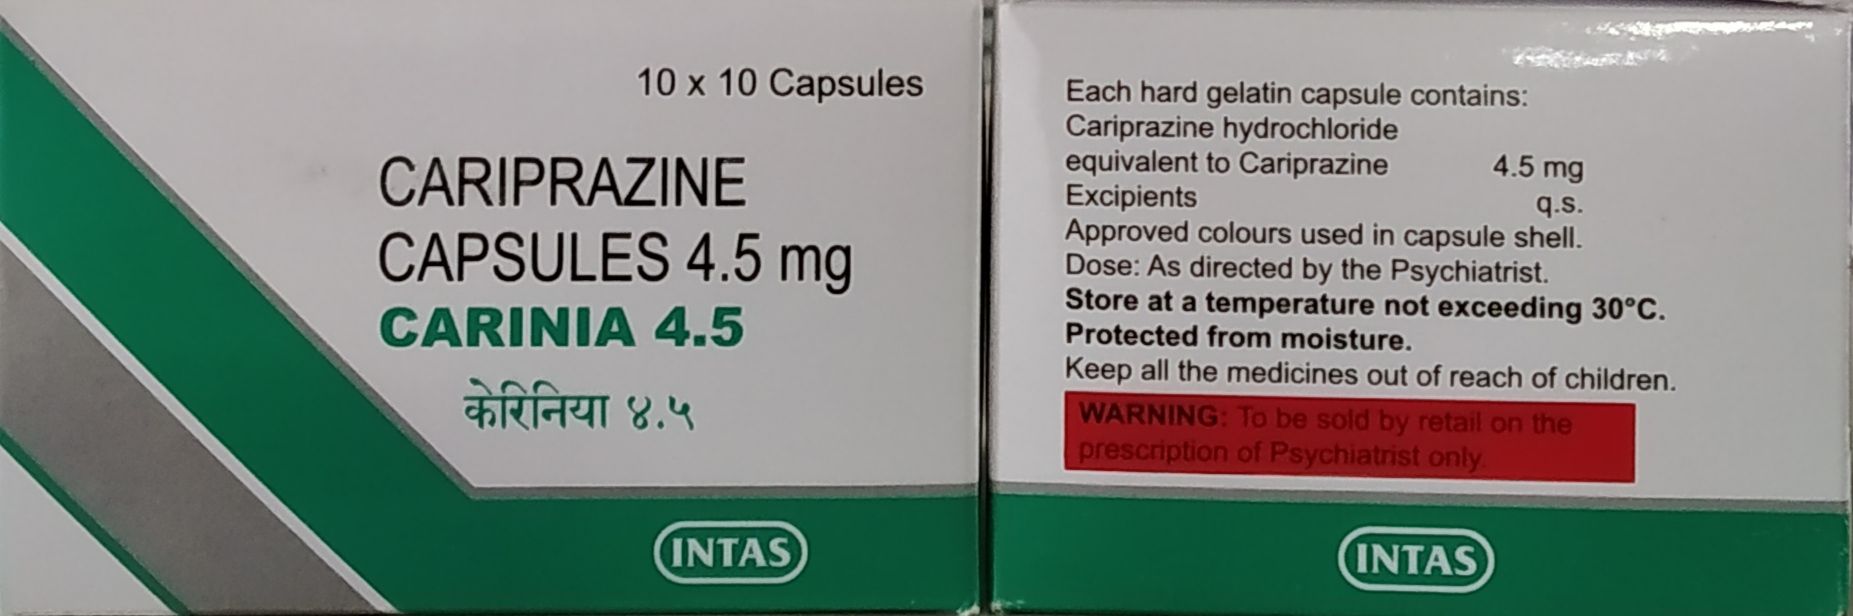 10 x 10 Capsules
CARIPRAZINE
CAPSULES 4.5 mg
CARINIA 4.5
केरिनिया ४.५
INTAS
Each hard gelatin capsule contains:
Cariprazine hydrochloride
equivalent to Cariprazine 4.5 mg
Excipients q.s.
Approved colours used in capsule shell.
Dose: As directed by the Psychiatrist.
Store at a temperature not exceeding 30°C.
Protected from moisture.
Keep all the medicines out of reach of children.
WARNING: To be sold by retail on the
prescription of Psychiatrist only.
INTAS